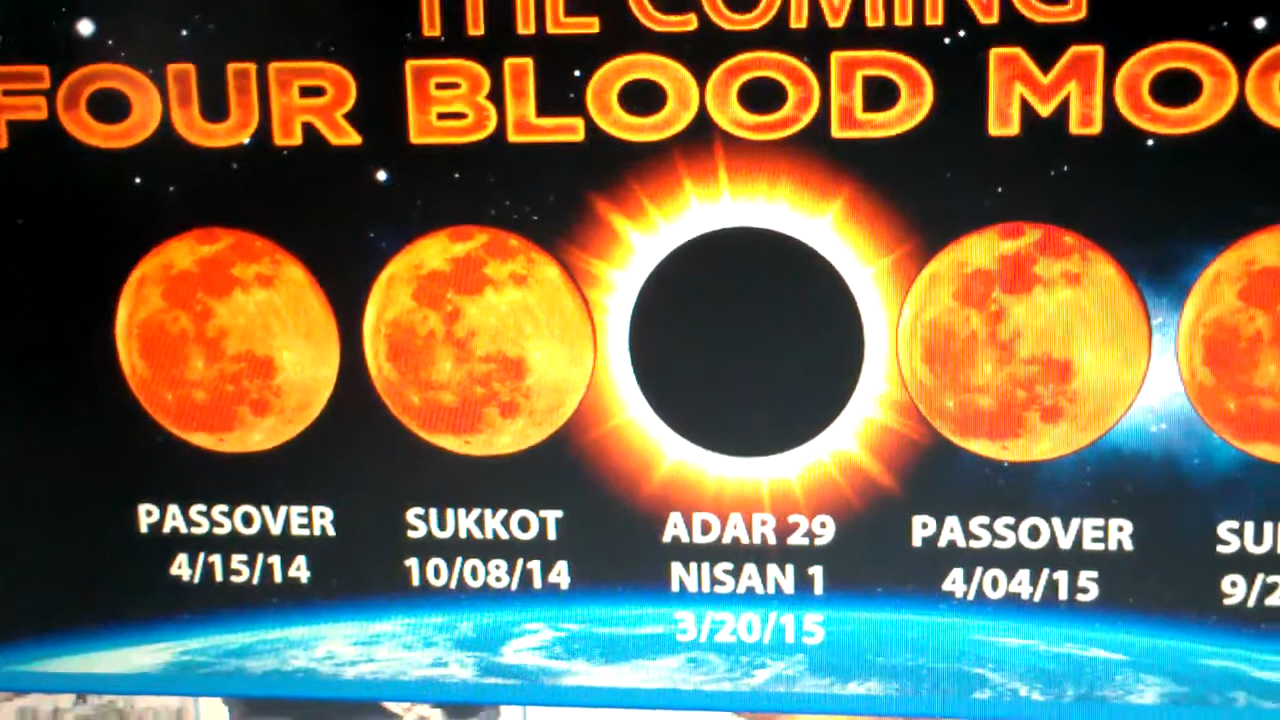 THE COMING
FOUR BLOOD
PASSOVER
4/15/14
SUKKOT
10/08/14
ADAR 29
NISAN 1
3/20/15
PASSOVER
4/04/15